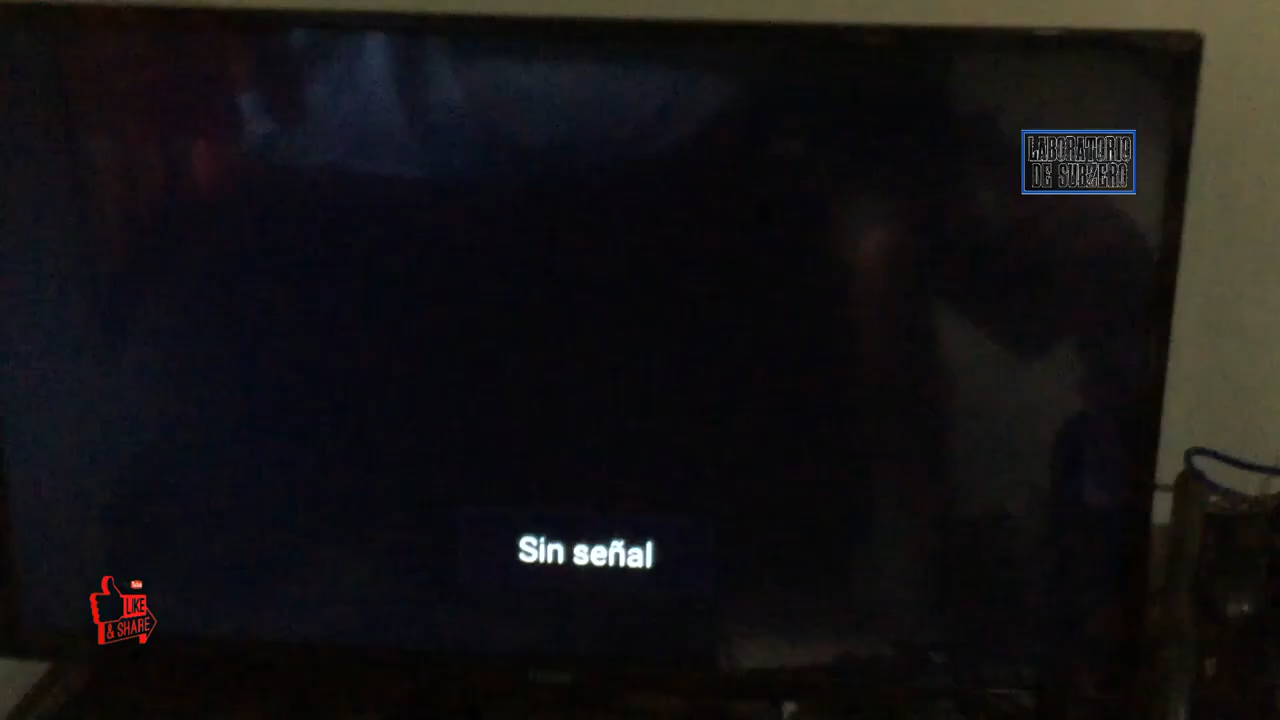 LABORATORIO
DE SUBZERO
Sin señal
LIKE
& SHARE